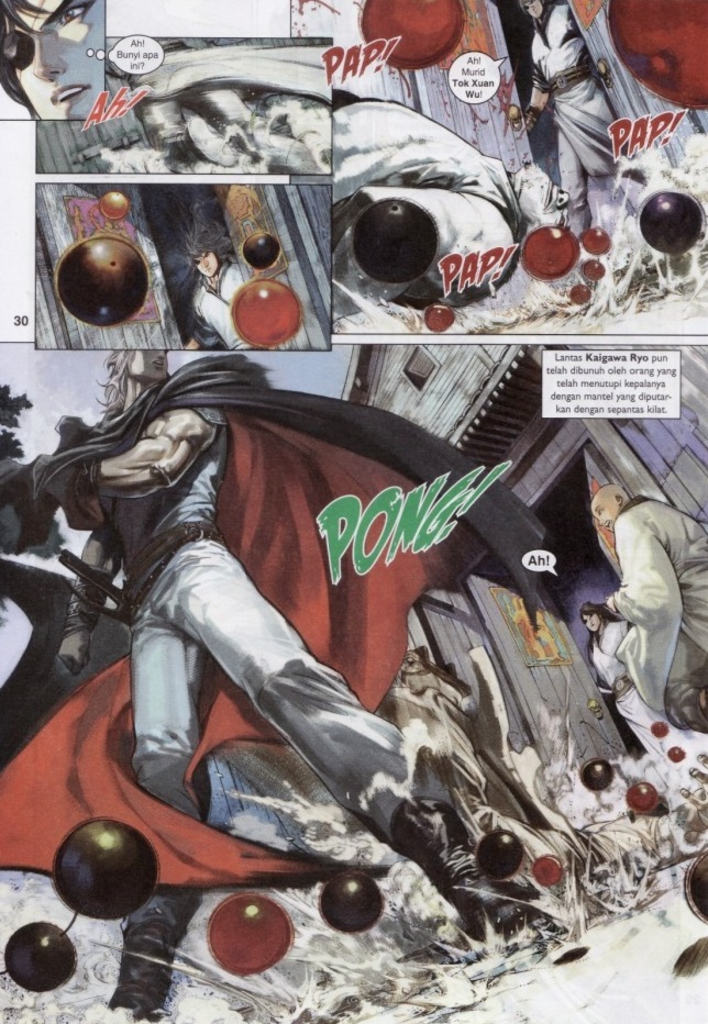 Ah!
Bunyi apa
ini?
Ah!
PAP!
Ah!
Murid
Tok Xuan
Wu!
PAP!
PAP!
30
Lantas Kaigawa Ryo pun
telah dibunuh oleh orang yang
telah menutupi kepalanya
dengan mantel yang diputar-
kan dengan sepantas kilat.
PONG!
Ah!